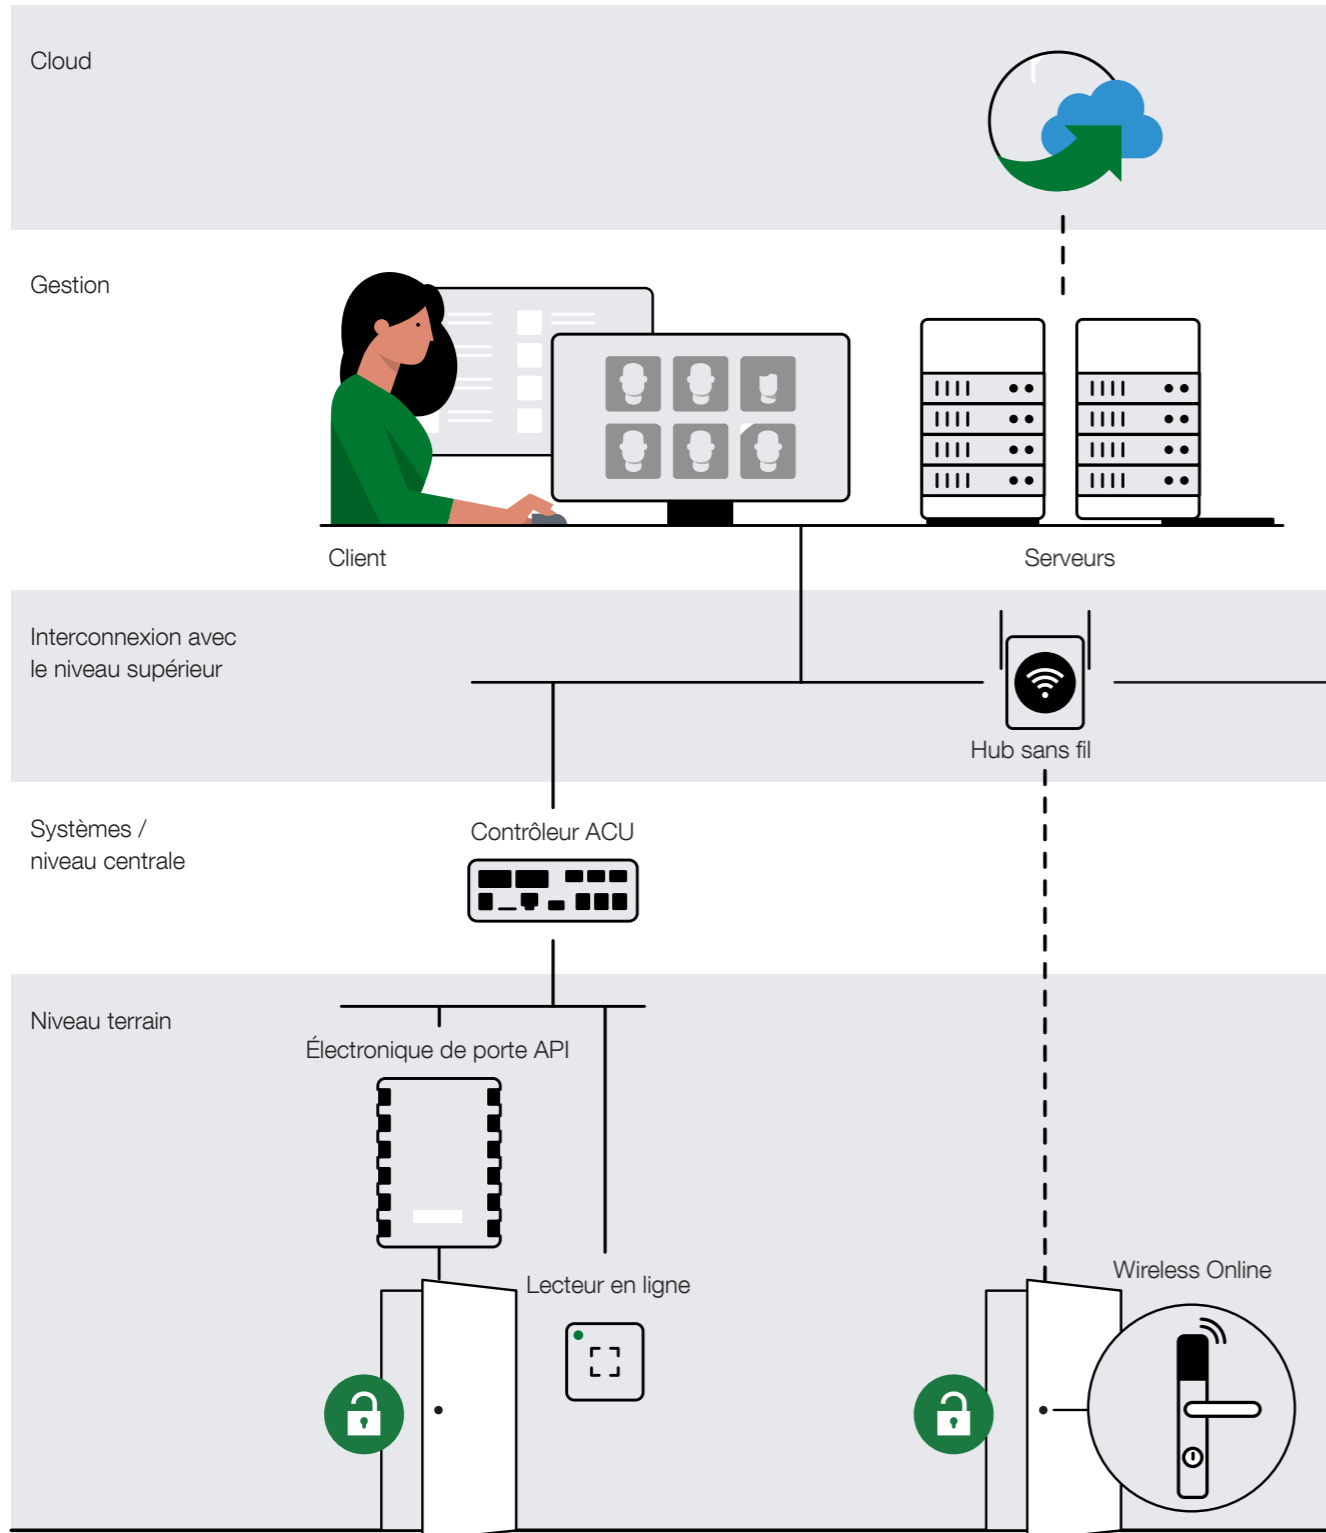 Cloud
Gestion
Client
Serveurs
Interconnexion avec
le niveau supérieur
Hub sans fil
Systèmes /
niveau centrale
Contrôleur ACU
Niveau terrain
Électronique de porte API
Lecteur en ligne
Wireless Online